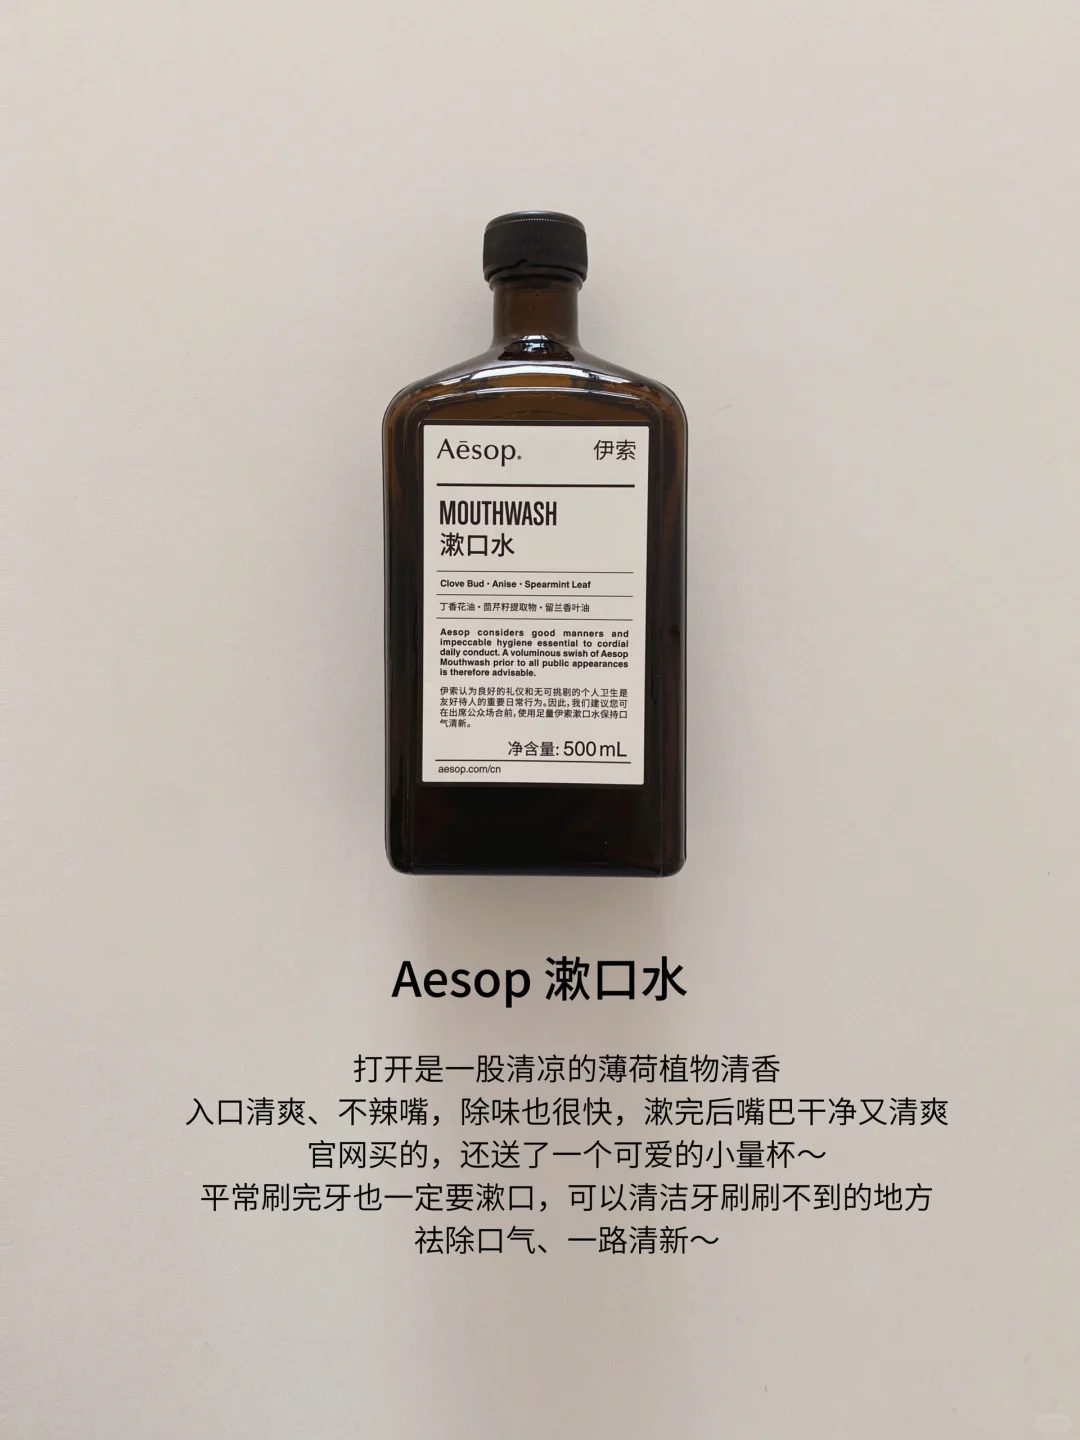 Aēsop.
伊索
MOUTHWASH
漱口水
Clove Bud · Anise · Spearmint Leaf
丁香花油·茴芹籽提取物·留兰香叶油
Aesop considers good manners and
impeccable hygiene essential to cordial
daily conduct. A voluminous swish of Aesop
Mouthwash prior to all public appearances
is therefore advisable.
伊索认为良好的礼仪和无可挑剔的个人卫生是
友好待人的重要日常行为。因此，我们建议您可
在出席公众场合前，使用足量伊索漱口水保持口
气清新。
净含量: 500 mL
aesop.com/cn
Aesop 漱口水
打开是一股清凉的薄荷植物清香
入口清爽、不辣嘴，除味也很快，漱完后嘴巴干净又清爽
官网买的，还送了一个可爱的小量杯～
平常刷完牙也一定要漱口，可以清洁牙刷刷不到的地方
祛除口气、一路清新～